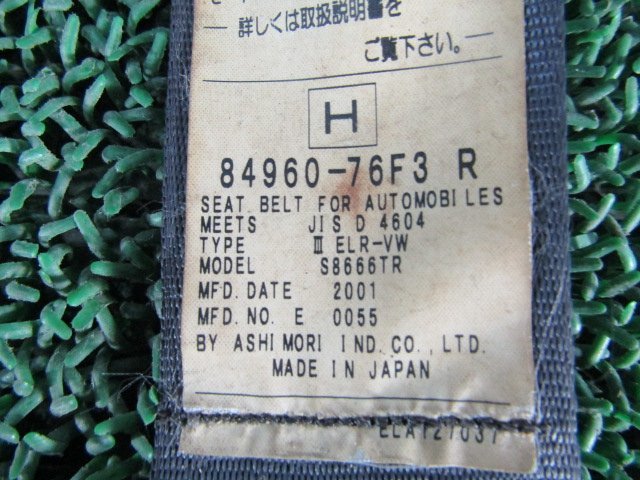 詳しくは取扱説明書を
ご覧下さい。
H
84960-76F3 R
SEAT BELT FOR AUTOMOBILES
MEETS JIS D 4604
TYPE Ⅲ ELR-VW
MODEL S8666TR
MFD. DATE 2001
MFD. NO. E 0055
BY ASHIMORI IND. CO., LTD.
MADE IN JAPAN
ELA127037